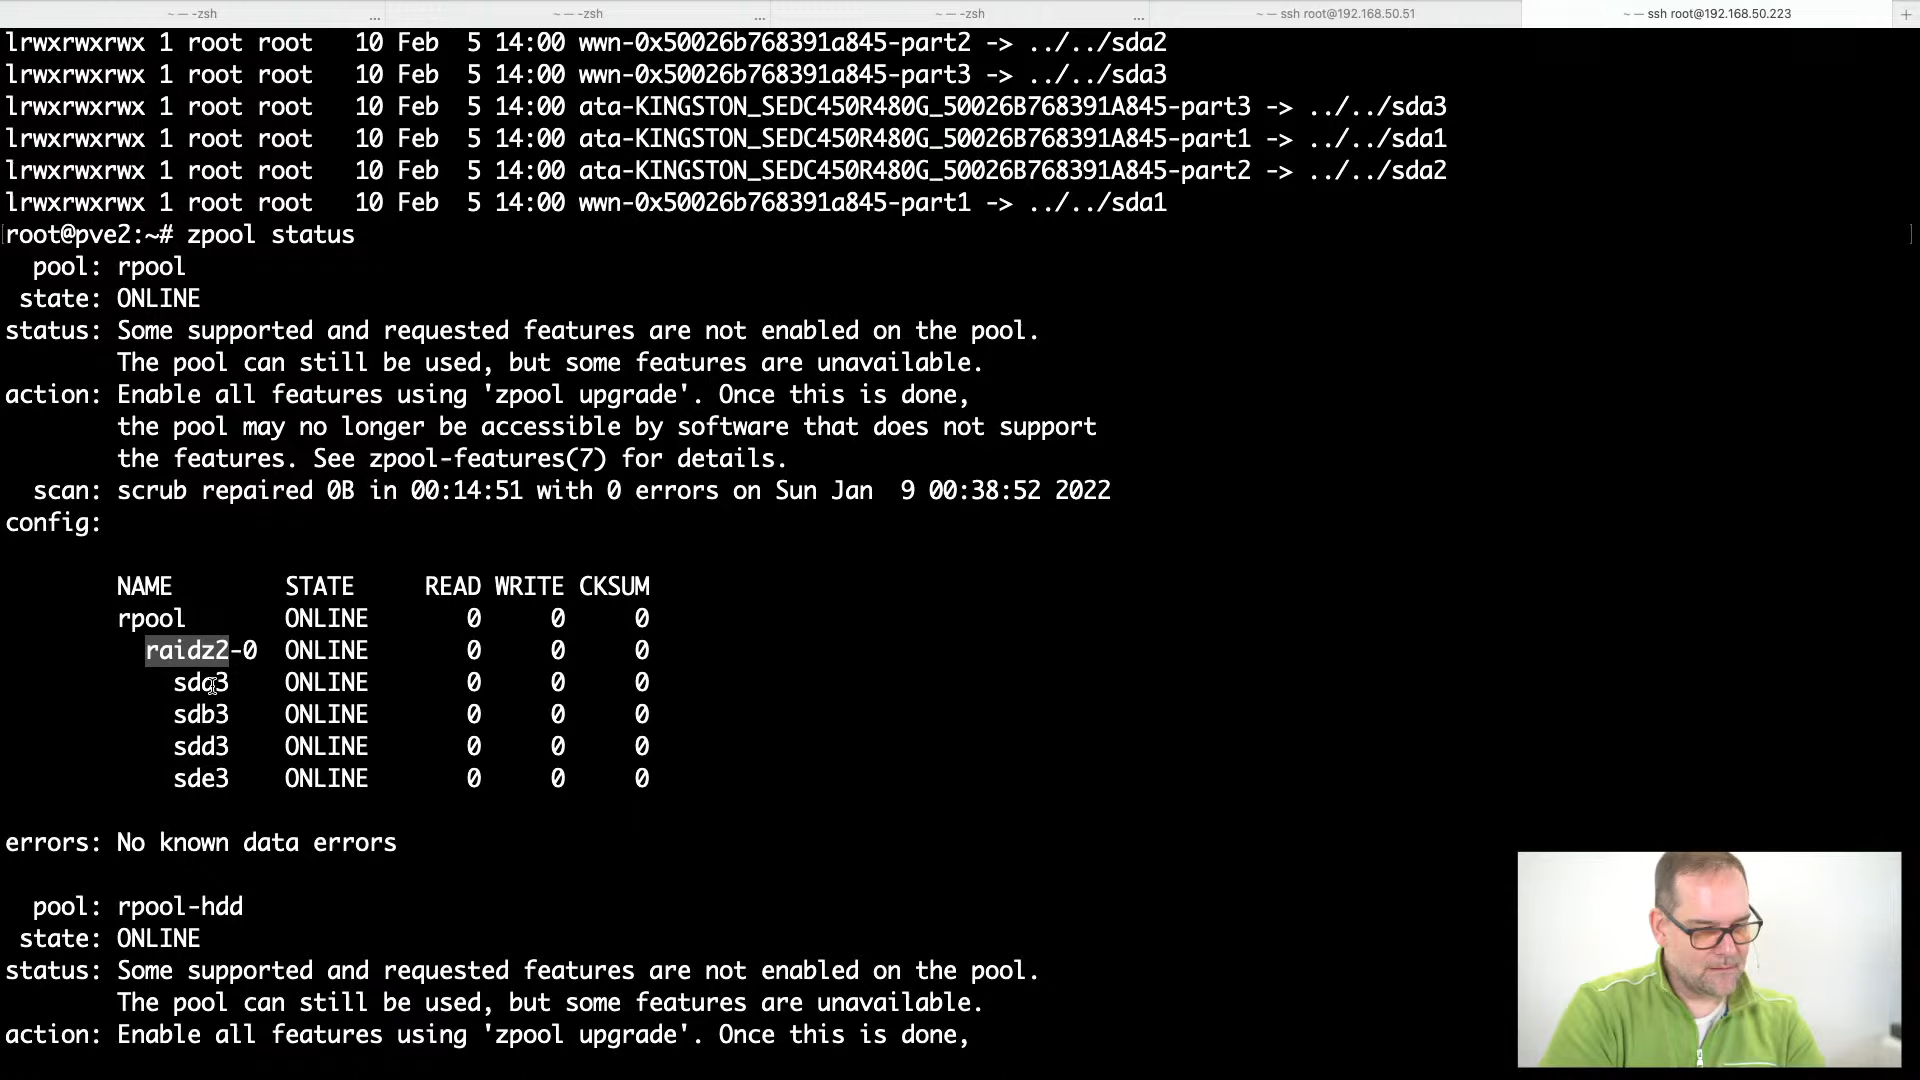 ~ — -zsh ... ~ — -zsh ... ~ — -zsh ... ~ — ssh root@192.168.50.51 ~ — ssh root@192.168.50.223 +
lrwxrwxrwx 1 root root   10 Feb  5 14:00 wwn-0x50026b768391a845-part2 -> ../../sda2
lrwxrwxrwx 1 root root   10 Feb  5 14:00 wwn-0x50026b768391a845-part3 -> ../../sda3
lrwxrwxrwx 1 root root   10 Feb  5 14:00 ata-KINGSTON_SEDC450R480G_50026B768391A845-part3 -> ../../sda3
lrwxrwxrwx 1 root root   10 Feb  5 14:00 ata-KINGSTON_SEDC450R480G_50026B768391A845-part1 -> ../../sda1
lrwxrwxrwx 1 root root   10 Feb  5 14:00 ata-KINGSTON_SEDC450R480G_50026B768391A845-part2 -> ../../sda2
lrwxrwxrwx 1 root root   10 Feb  5 14:00 wwn-0x50026b768391a845-part1 -> ../../sda1
[root@pve2:~# zpool status ]
  pool: rpool
 state: ONLINE
status: Some supported and requested features are not enabled on the pool.
        The pool can still be used, but some features are unavailable.
action: Enable all features using 'zpool upgrade'. Once this is done,
        the pool may no longer be accessible by software that does not support
        the features. See zpool-features(7) for details.
  scan: scrub repaired 0B in 00:14:51 with 0 errors on Sun Jan  9 00:38:52 2022
config:
        NAME        STATE     READ WRITE CKSUM
        rpool       ONLINE       0     0     0
          raidz2-0  ONLINE       0     0     0
            sda3    ONLINE       0     0     0
            sdb3    ONLINE       0     0     0
            sdd3    ONLINE       0     0     0
            sde3    ONLINE       0     0     0
errors: No known data errors
  pool: rpool-hdd
 state: ONLINE
status: Some supported and requested features are not enabled on the pool.
        The pool can still be used, but some features are unavailable.
action: Enable all features using 'zpool upgrade'. Once this is done,